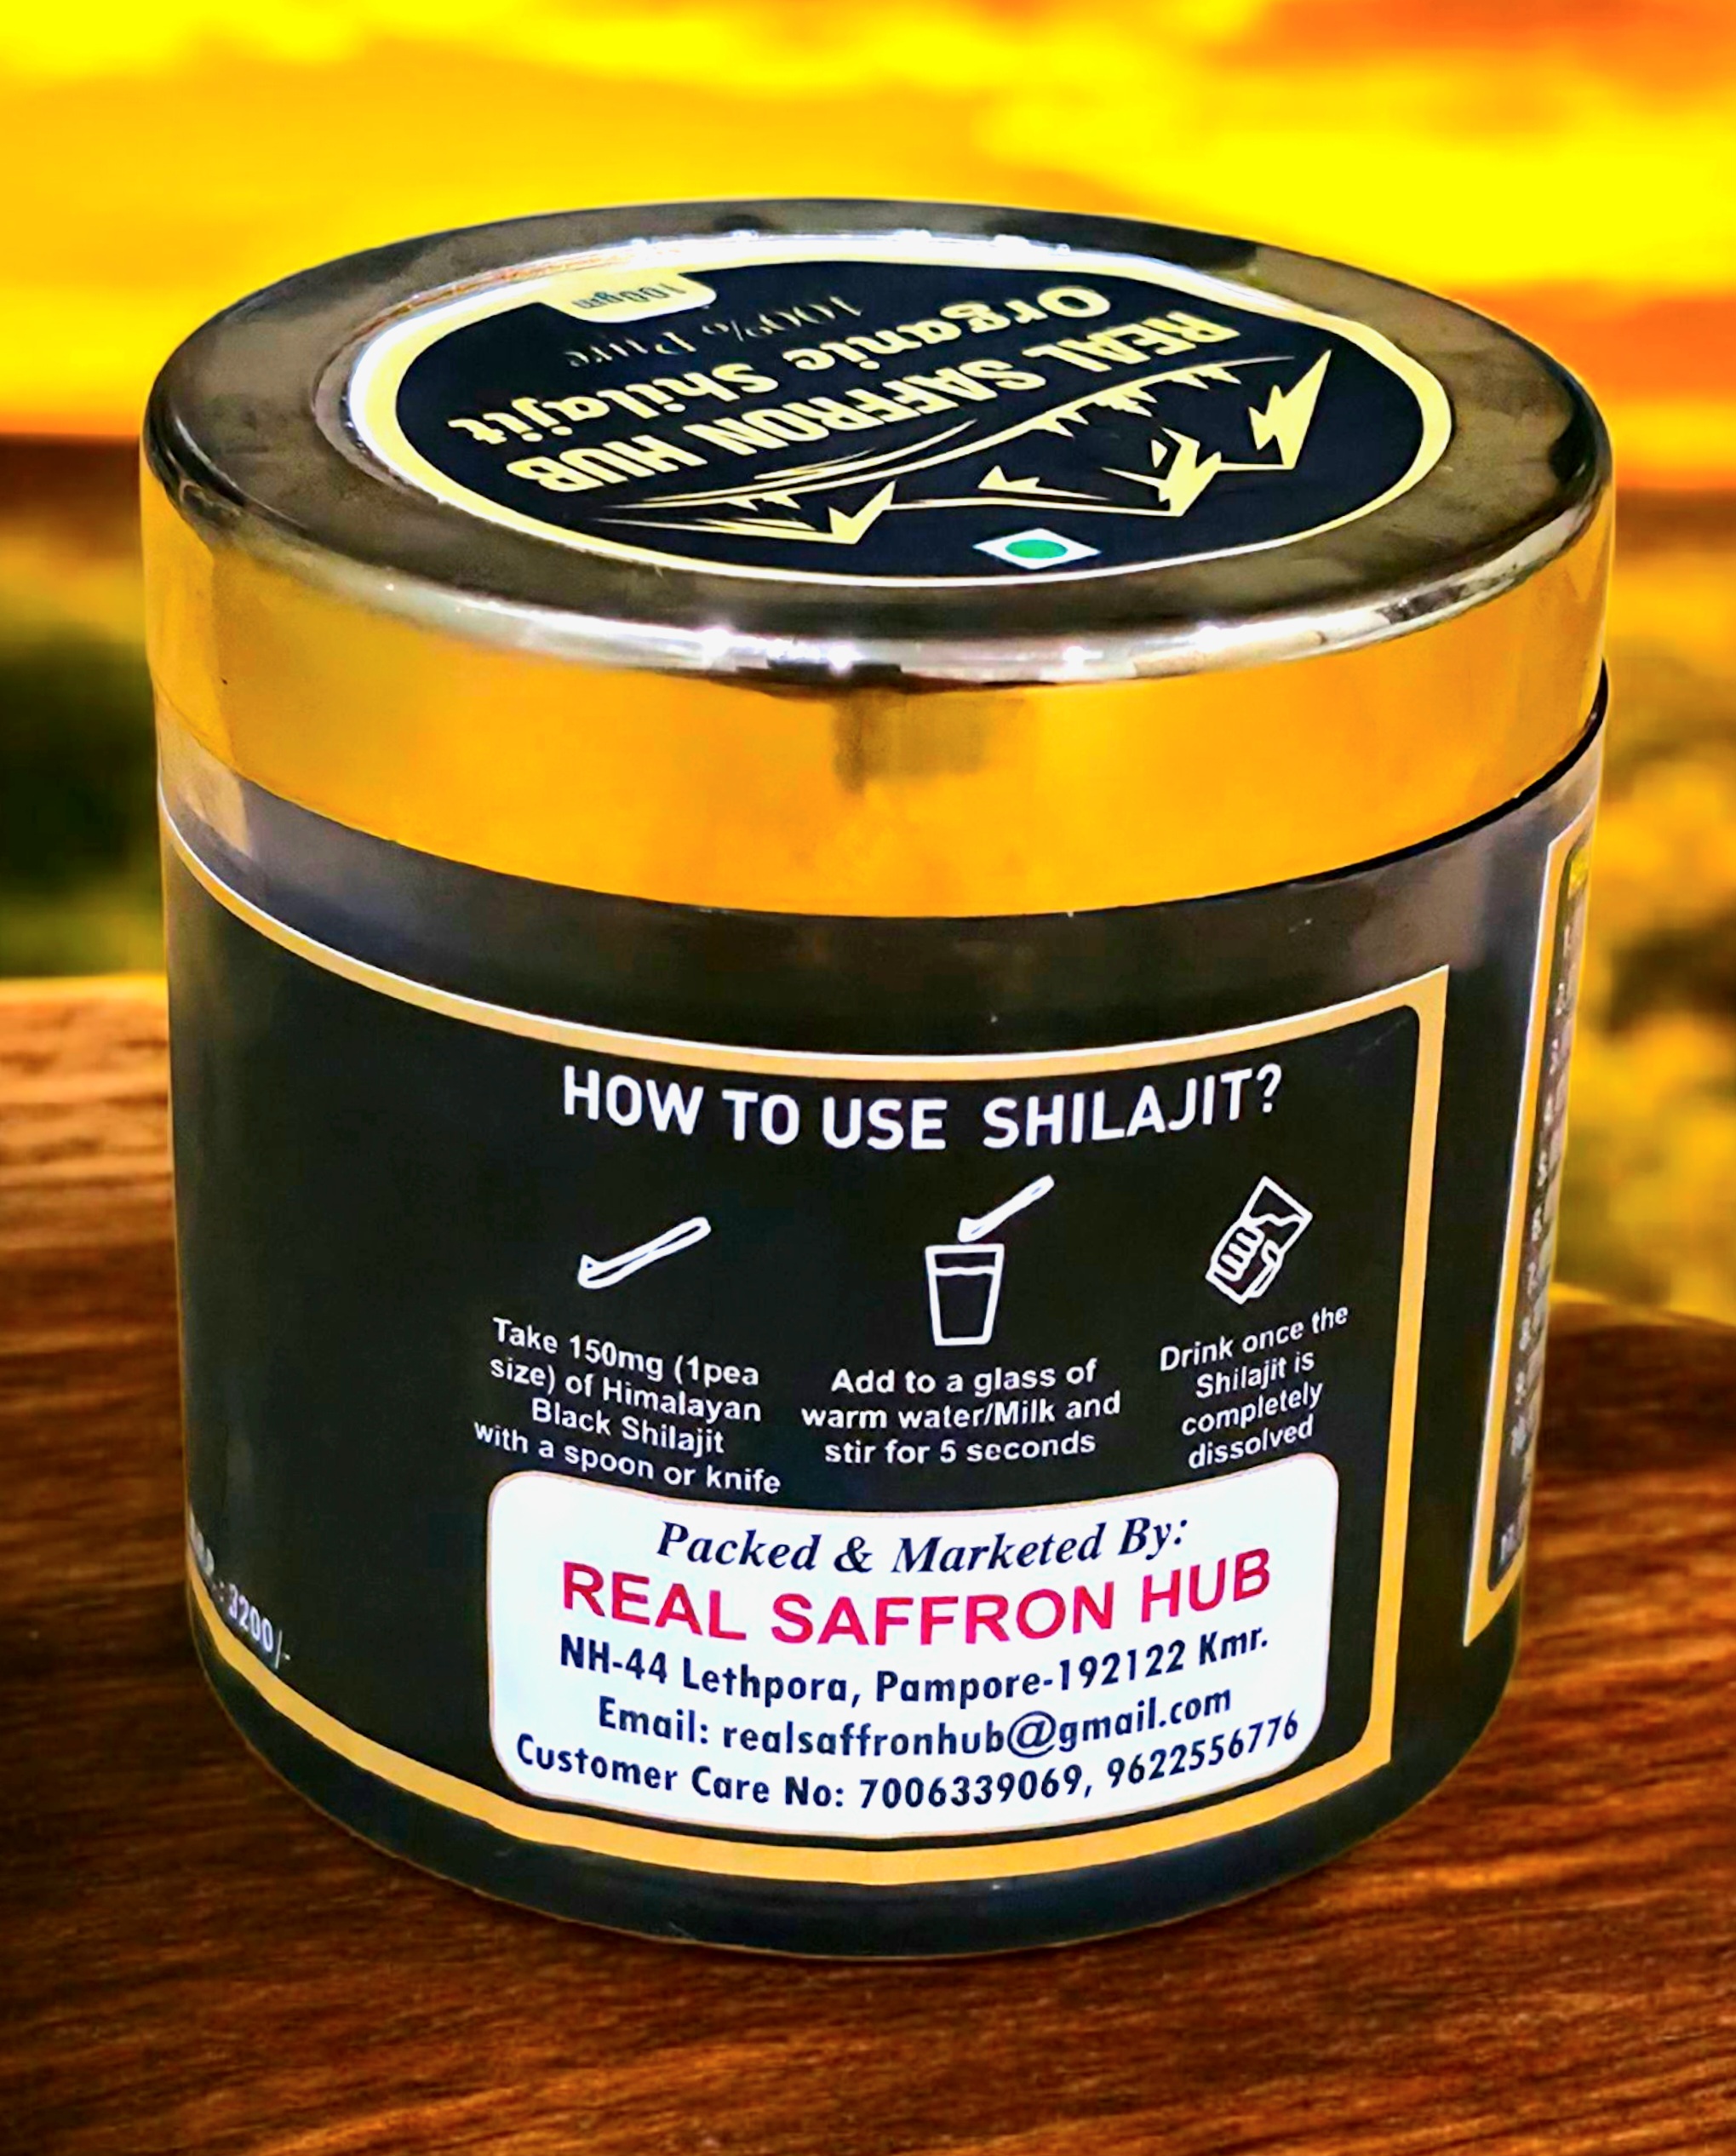 REAL SAFFRON HUB
Organic Shilajit
100% Pure
100gm
HOW TO USE SHILAJIT?
Take 150mg (1pea
size) of Himalayan
Black Shilajit
with a spoon or knife
Add to a glass of
warm water/Milk and
stir for 5 seconds
Drink once the
Shilajit is
completely
dissolved
Packed & Marketed By:
REAL SAFFRON HUB
NH-44 Lethpora, Pampore-192122 Kmr.
Email: realsaffronhub@gmail.com
Customer Care No: 7006339069, 9622556776
3200/-